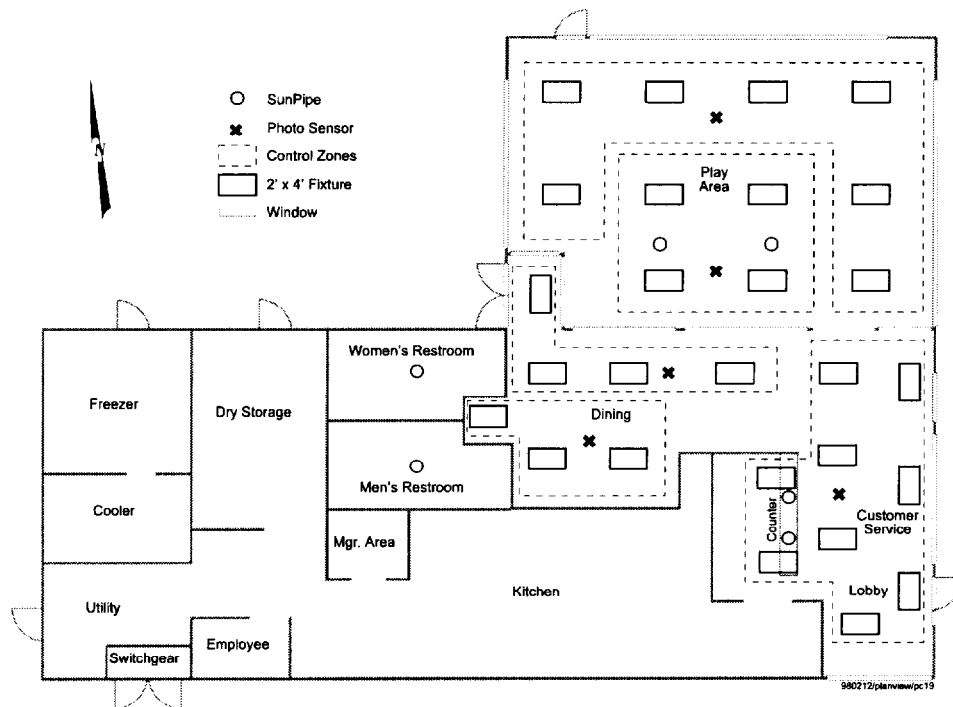 N
SunPipe
Photo Sensor
Control Zones
2' x 4' Fixture
Window
Play
Area
Women's Restroom
Freezer
Dry Storage
Dining
Men's Restroom
Cooler
Counter
Customer
Service
Mgr. Area
Kitchen
Lobby
Utility
Employee
Switchgear
980212/planview/pc19